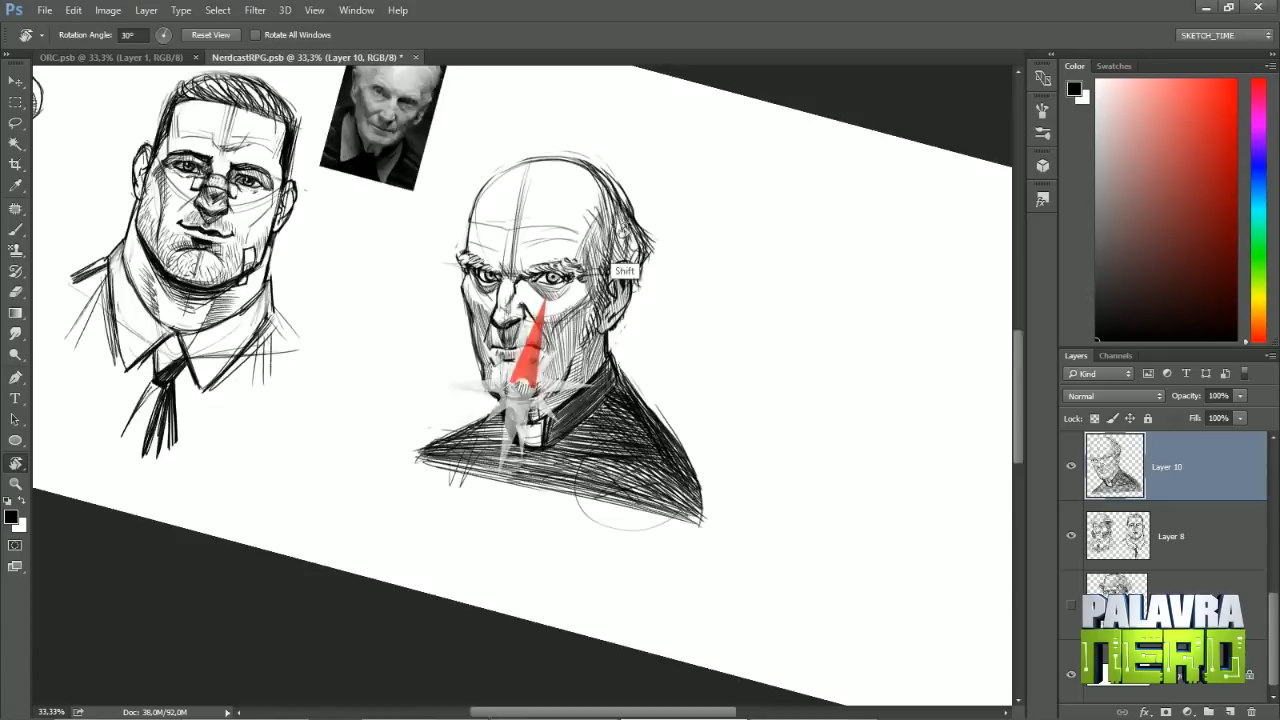 Ps File Edit Image Layer Type Select Filter 3D View Window Help
Rotation Angle: 30° Reset View Rotate All Windows SKETCH_TIME
ORC.psb @ 33,3% (Layer 1, RGB/8) × NerdcastRPG.psb @ 33,3% (Layer 10, RGB/8) * ×
Color Swatches
Shift
Layers Channels
Kind
Normal Opacity: 100%
Lock: Fill: 100%
Layer 10
Layer 8
PALAVRA
NERD
33,33% Doc: 38,0M/92,0M